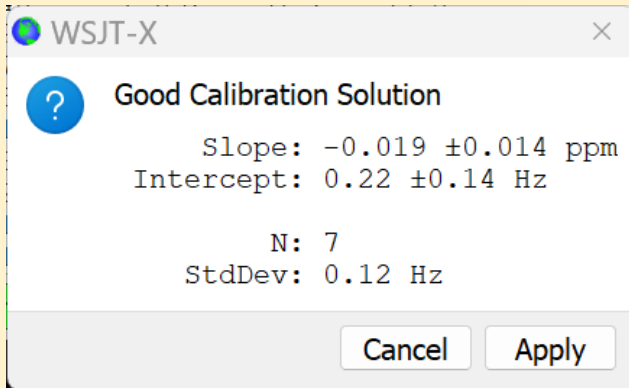 WSJT-X
?
Good Calibration Solution
Slope: -0.019 ±0.014 ppm
Intercept: 0.22 ±0.14 Hz
N: 7
StdDev: 0.12 Hz
Cancel Apply